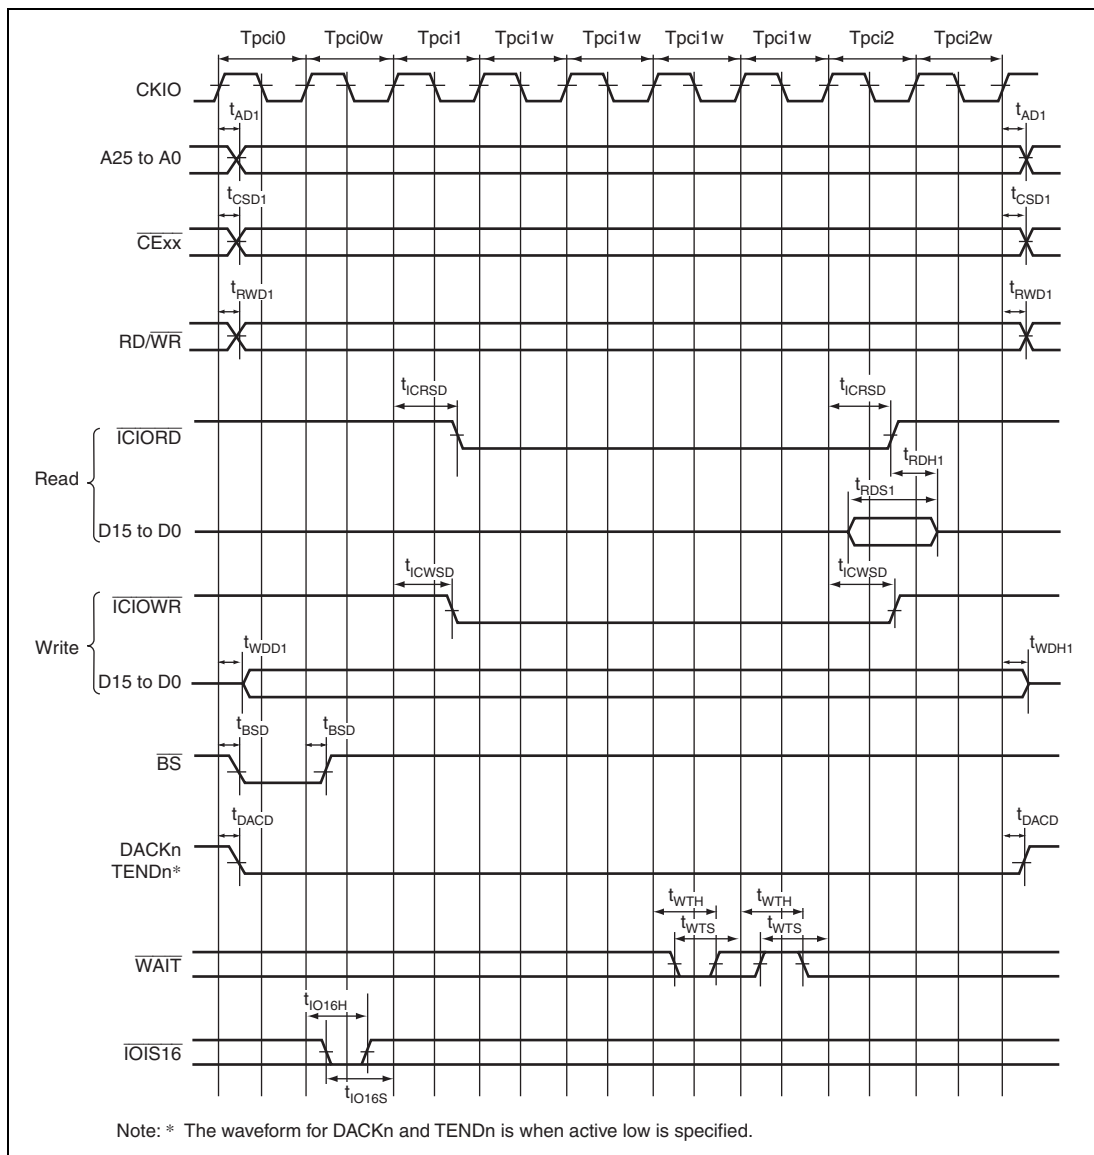 Tpci0 Tpci0w Tpci1 Tpci1w Tpci1w Tpci1w Tpci1w Tpci2 Tpci2w
CKIO
tAD1 tAD1
A25 to A0
tCSD1 tCSD1
CExx
tRWD1 tRWD1
RD/WR
tICRSD tICRSD
ICIORD
tRDH1
Read
tRDS1
D15 to D0
tICWSD tICWSD
ICIOWR
Write
tWDD1 tWDH1
D15 to D0
tBSD tBSD
BS
tDACD tDACD
DACKn
TENDn*
tWTH tWTH
tWTS tWTS
WAIT
tIO16H
IOIS16
tIO16S
Note: * The waveform for DACKn and TENDn is when active low is specified.